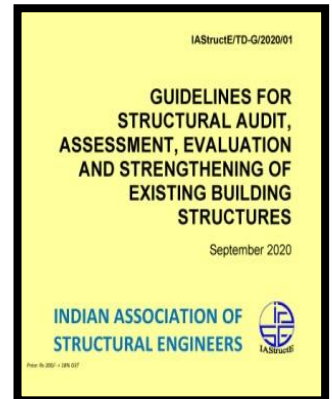 IAStructE/TD-G/2020/01
GUIDELINES FOR
STRUCTURAL AUDIT,
ASSESSMENT, EVALUATION
AND STRENGTHENING OF
EXISTING BUILDING
STRUCTURES
September 2020
INDIAN ASSOCIATION OF
STRUCTURAL ENGINEERS
IAStructE